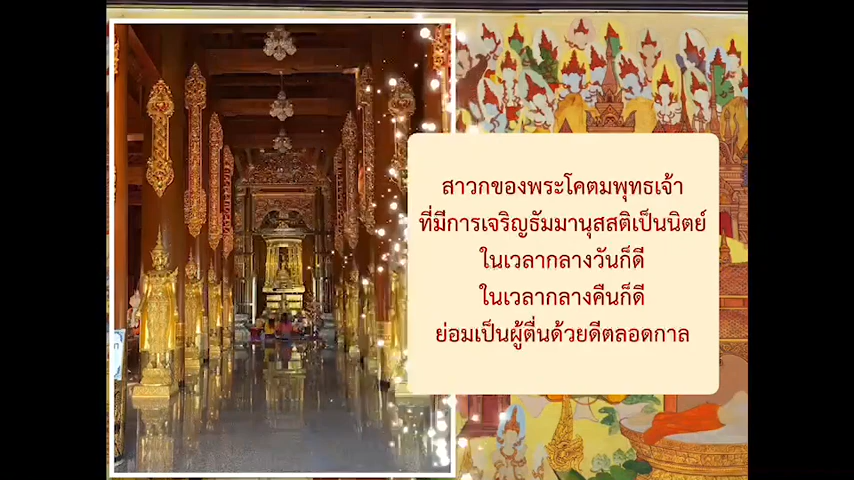 สาวกของพระโคตมพุทธเจ้า
ที่มีการเจริญธัมมานุสสติเป็นนิตย์
ในเวลากลางวันก็ดี
ในเวลากลางคืนก็ดี
ย่อมเป็นผู้ตื่นด้วยดีตลอดกาล